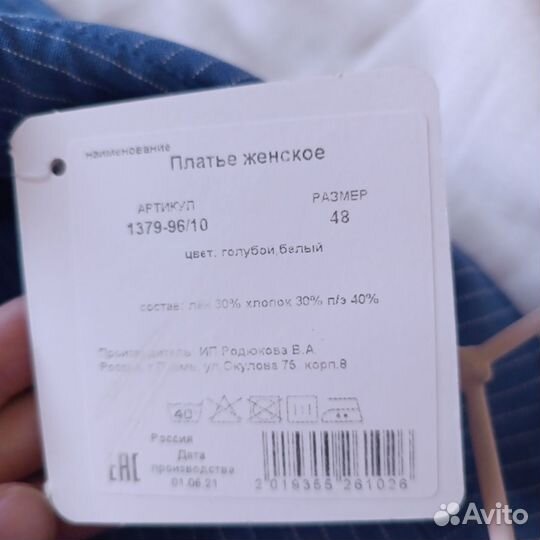 наименование
Платье женское
АРТИКУЛ РАЗМЕР
1379-96/10 48
цвет: голубой, белый
состав: лен 30% хлопок 30% п/э 40%
Производитель: ИП Родюкова В.А.
Россия, г.Пермь, ул.Окулова 75, корп.8
40
Россия
Дата
производства
01.06.21
ЕАС
2 019355 261026
Avito